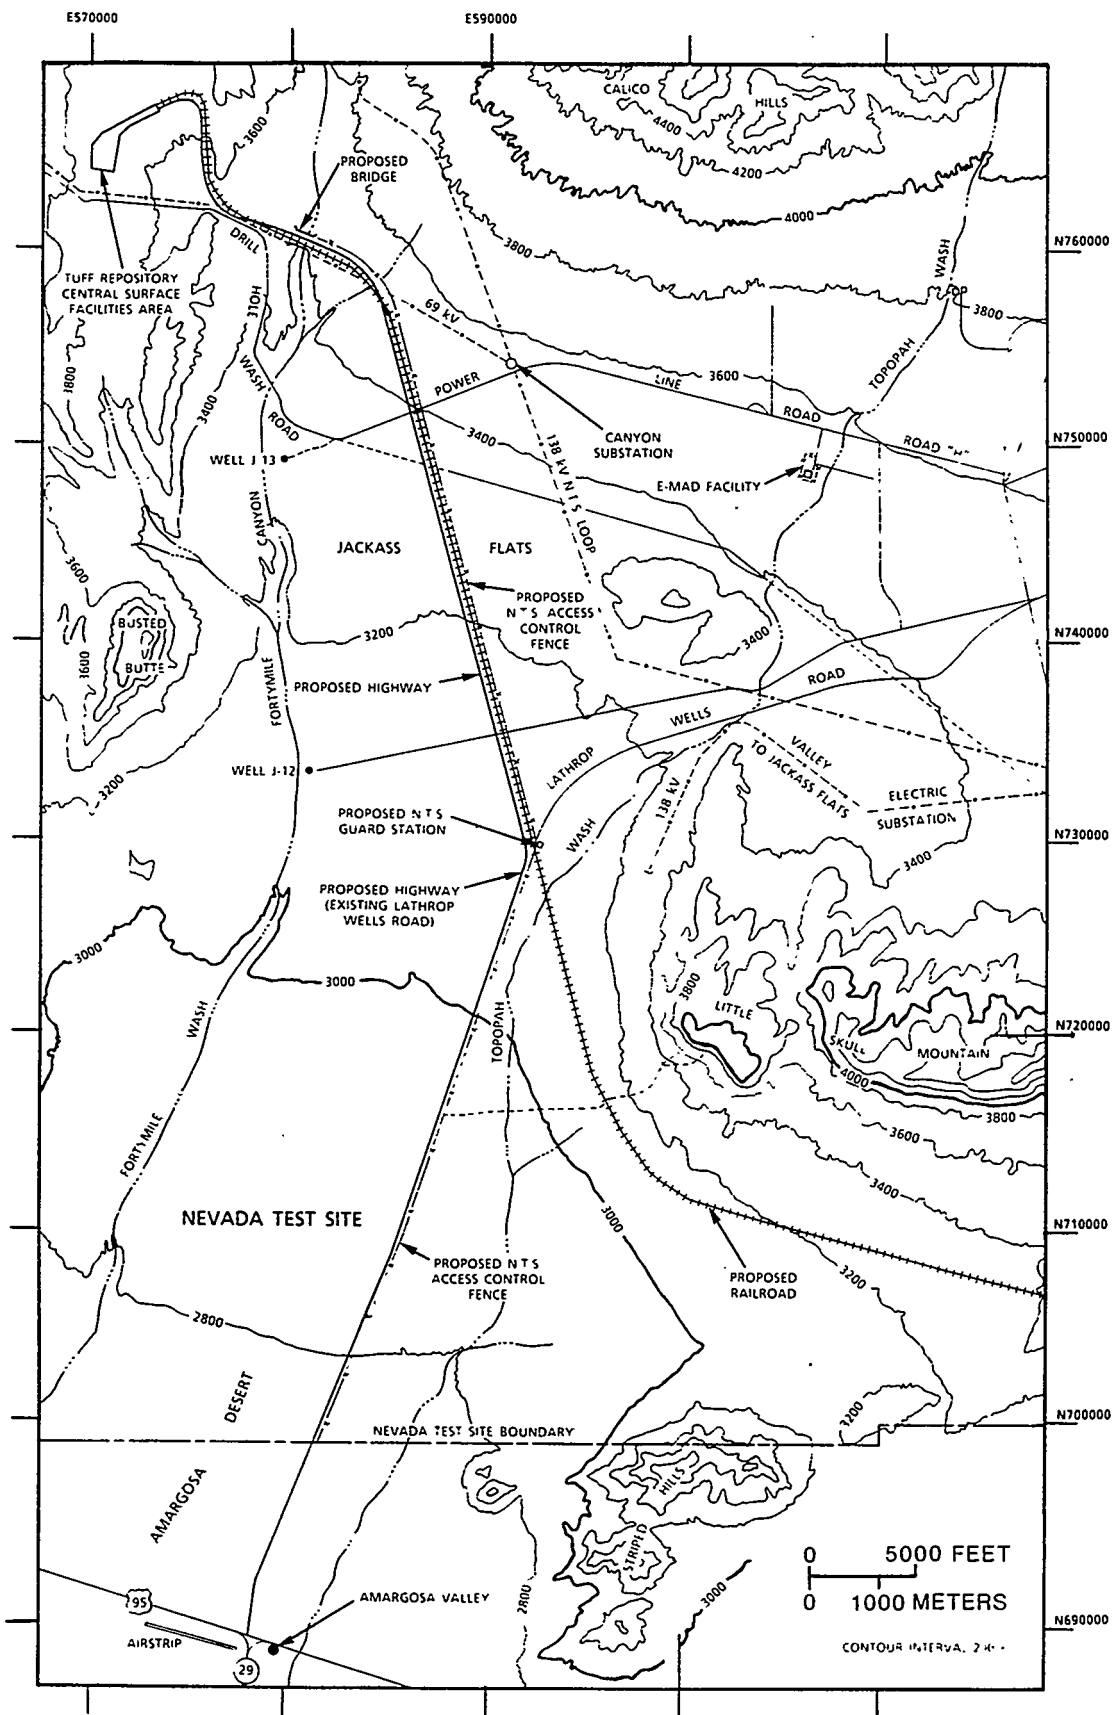 E570000
E590000
CALICO
HILLS
4400
4200
4000
3800
3600
PROPOSED
BRIDGE
DRILL
HOLE
WASH
ROAD
TUFF REPOSITORY
CENTRAL SURFACE
FACILITIES AREA
N760000
WASH
TOPOPAH
3800
69 kV
3800
3400
POWER
LINE
ROAD
3600
ROAD "H"
3400
CANYON
SUBSTATION
N750000
WELL J-13
138 kV N T S LOOP
E-MAD FACILITY
CANYON
JACKASS
FLATS
3600
PROPOSED
N T S ACCESS
CONTROL
FENCE
BUSTED
BUTTE
3600
3200
3400
N740000
FORTYMILE
PROPOSED HIGHWAY
ROAD
WELLS
LATHROP
WELL J-12
3200
VALLEY
TO JACKASS FLATS
138 kV
ELECTRIC
SUBSTATION
PROPOSED N T S
GUARD STATION
WASH
N730000
3400
PROPOSED HIGHWAY
(EXISTING LATHROP
WELLS ROAD)
3000
3000
3800
LITTLE
SKULL
MOUNTAIN
N720000
WASH
TOPOPAH
4000
3800
3600
FORTYMILE
3400
NEVADA TEST SITE
3000
N710000
PROPOSED N T S
ACCESS CONTROL
FENCE
PROPOSED
RAILROAD
3200
2800
DESERT
3200
N700000
NEVADA TEST SITE BOUNDARY
AMARGOSA
HILLS
STRIPED
0 5000 FEET
0 1000 METERS
2800
3000
95
AMARGOSA VALLEY
AIRSTRIP
N690000
29
CONTOUR INTERVAL